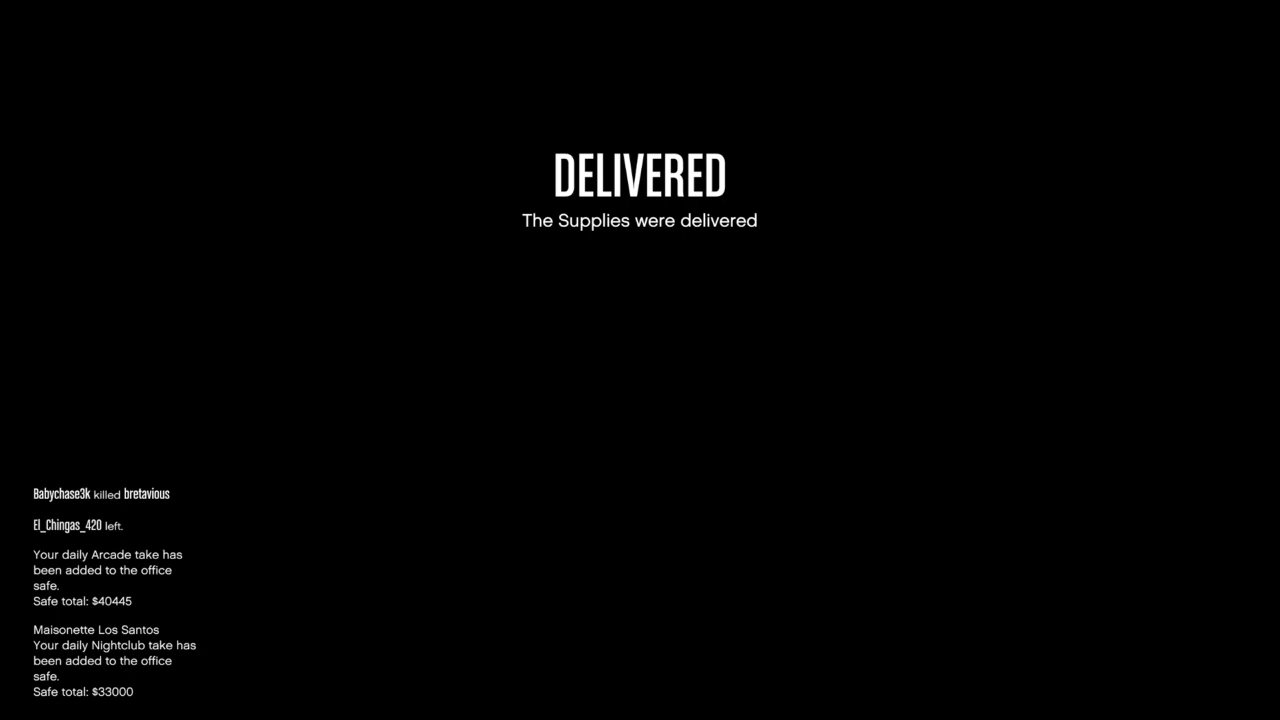 DELIVERED
The Supplies were delivered
Babychase3k killed bretavious
El_Chingas_420 left.
Your daily Arcade take has
been added to the office
safe.
Safe total: $40445
Maisonette Los Santos
Your daily Nightclub take has
been added to the office
safe.
Safe total: $33000